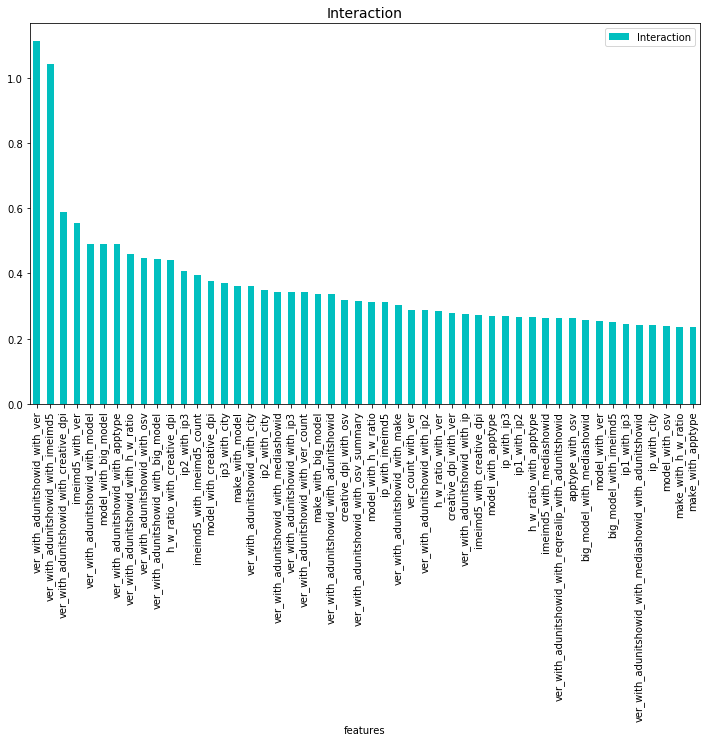 Interaction
Interaction
1.0
0.8
0.6
0.4
0.2
0.0
ver_with_adunitshowid_with_ver
ver_with_adunitshowid_with_imeimd5
ver_with_adunitshowid_with_creative_dpi
imeimd5_with_ver
ver_with_adunitshowid_with_model
model_with_big_model
ver_with_adunitshowid_with_apptype
ver_with_adunitshowid_with_h_w_ratio
ver_with_adunitshowid_with_osv
ver_with_adunitshowid_with_big_model
h_w_ratio_with_creative_dpi
ip2_with_ip3
imeimd5_with_imeimd5_count
model_with_creative_dpi
ip1_with_city
make_with_model
ver_with_adunitshowid_with_city
ip2_with_city
ver_with_adunitshowid_with_mediashowid
ver_with_adunitshowid_with_ip3
ver_with_adunitshowid_with_ver_count
make_with_big_model
ver_with_adunitshowid_with_adunitshowid
creative_dpi_with_osv
ver_with_adunitshowid_with_osv_summary
model_with_h_w_ratio
ip_with_imeimd5
ver_with_adunitshowid_with_make
ver_count_with_ver
ver_with_adunitshowid_with_ip2
h_w_ratio_with_ver
creative_dpi_with_ver
ver_with_adunitshowid_with_ip
imeimd5_with_creative_dpi
model_with_apptype
ip_with_ip3
ip1_with_ip2
h_w_ratio_with_apptype
imeimd5_with_mediashowid
ver_with_adunitshowid_with_reqrealip_with_adunitshowid
apptype_with_osv
big_model_with_mediashowid
model_with_ver
big_model_with_imeimd5
ip1_with_ip3
ver_with_adunitshowid_with_mediashowid_with_adunitshowid
ip_with_city
model_with_osv
make_with_h_w_ratio
make_with_apptype
features